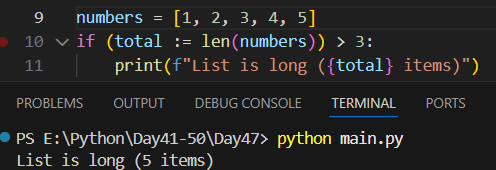 9 numbers = [1, 2, 3, 4, 5]
10 if (total := len(numbers)) > 3:
11     print(f"List is long ({total} items)")
PROBLEMS OUTPUT DEBUG CONSOLE TERMINAL PORTS
PS E:\Python\Day41-50\Day47> python main.py
List is long (5 items)